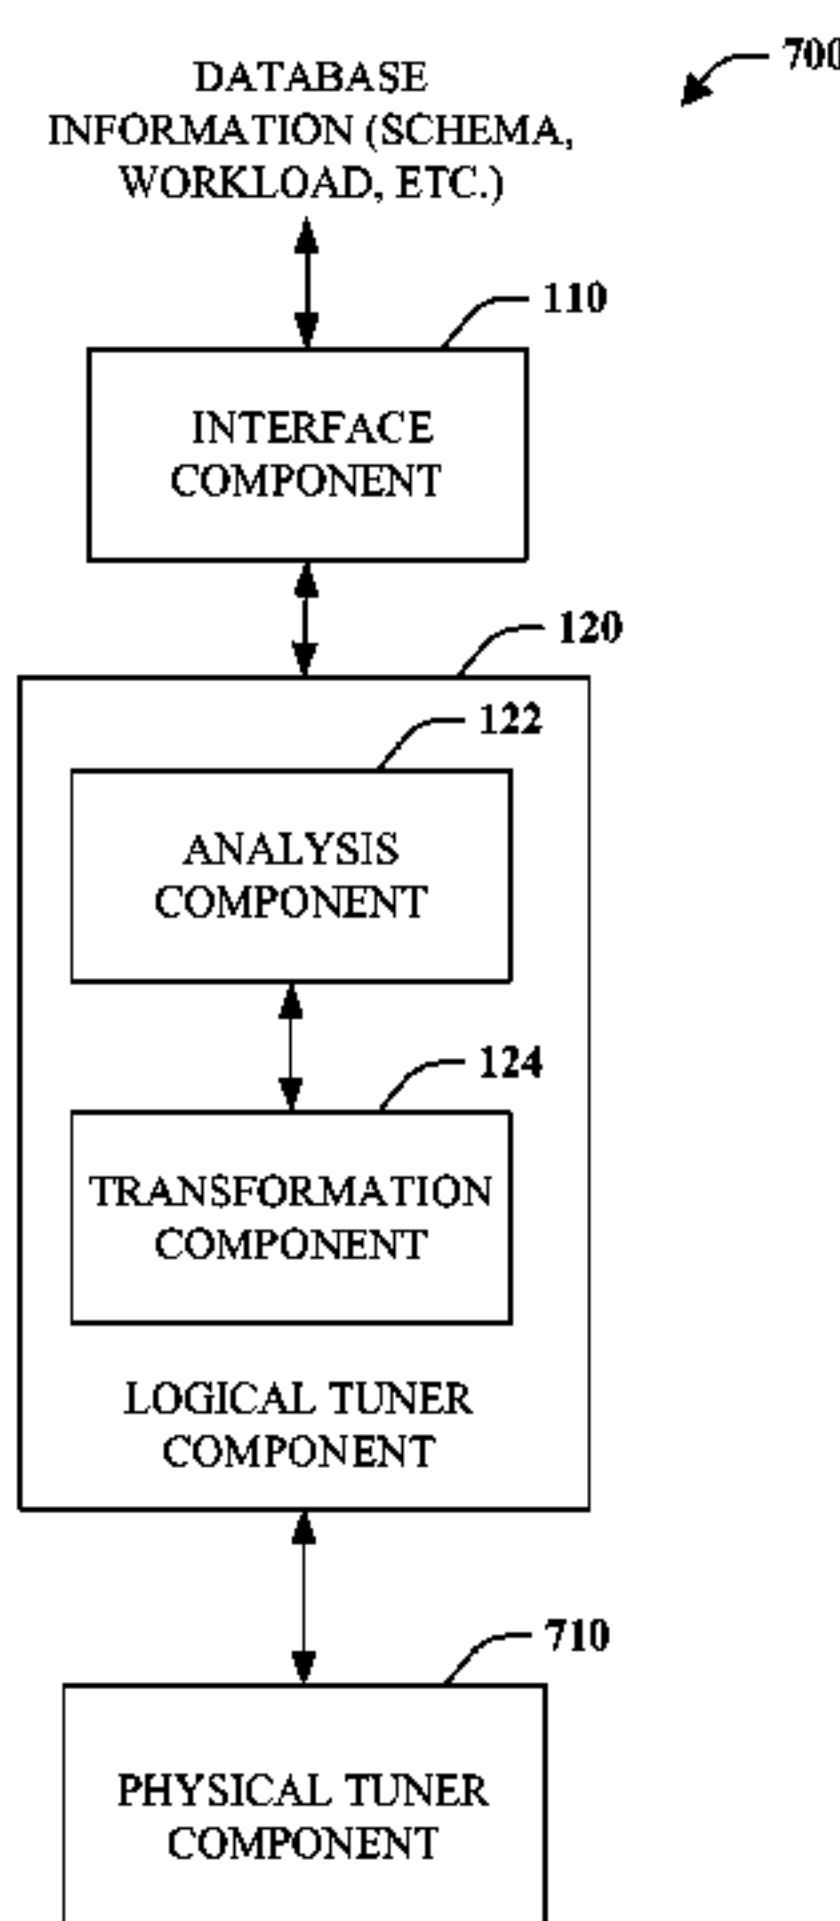 700
DATABASE
INFORMATION (SCHEMA,
WORKLOAD, ETC.)
110
INTERFACE
COMPONENT
120
122
ANALYSIS
COMPONENT
124
TRANSFORMATION
COMPONENT
LOGICAL TUNER
COMPONENT
710
PHYSICAL TUNER
COMPONENT